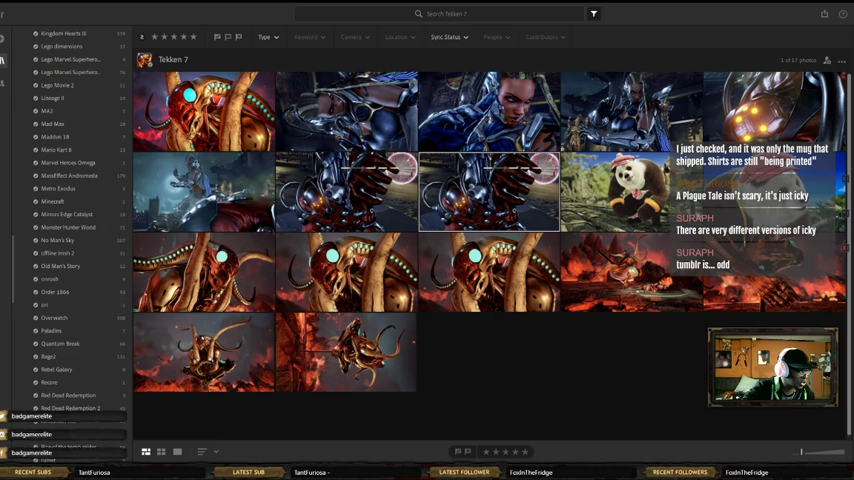 Search Tekken 7
Type
Keyword
Camera
Location
Sync Status
People
Contributors
Tekken 7
1 of 17 photos
Kingdom Hearts III
Lego dimensions
Lego Marvel Superhero...
Lego Marvel Superhero...
Lego Movie 2
Lineage II
MAJ
Mad Max
Madden 18
Mario Kart 8
Marvel Heroes Omega
MassEffect Andromeda
Metro Exodus
Minecraft
Mirrors Edge Catalyst
Monster Hunter World
No Man's Sky
offline imoh 2
Old Man's Story
onrosh
Order 1866
ori
Overwatch
Paladins
Quantum Break
Rage2
Rebel Galaxy
Recore
Red Dead Redemption
Red Dead Redemption 2
badgamerelite
badgamerelite
badgamerelite
I just checked, and it was only the mug that
shipped. Shirts are still "being printed"
A Plague Tale isn't scary, it's just icky
SURAPH
There are very different versions of icky
SURAPH
tumblr is... odd
RECENT SUBS
TantFuriosa
LATEST SUB
TantFuriosa -
LATEST FOLLOWER
FoxInTheFridge
RECENT FOLLOWERS
FoxInTheFridge